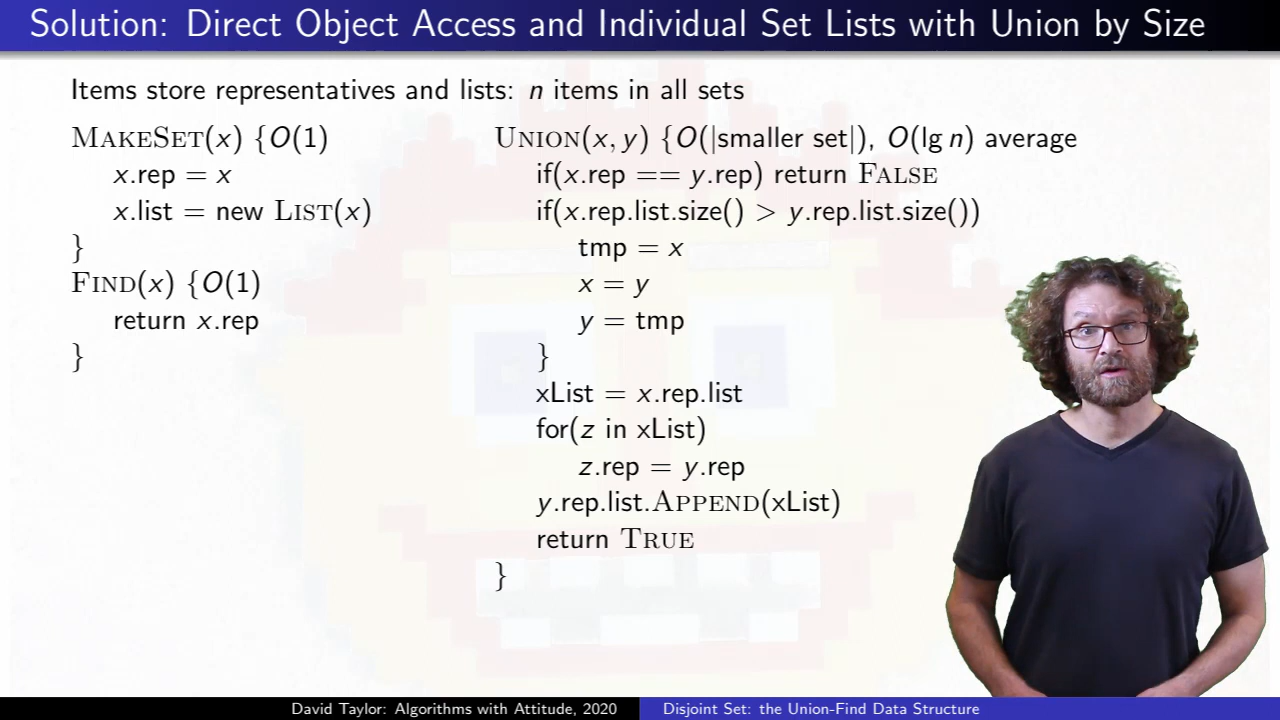 Solution: Direct Object Access and Individual Set Lists with Union by Size
Items store representatives and lists: n items in all sets
MAKESET(x) {O(1)
x.rep = x
x.list = new LIST(x)
}
FIND(x) {O(1)
return x.rep
}
UNION(x, y) {O(|smaller set|), O(lg n) average
if(x.rep == y.rep) return FALSE
if(x.rep.list.size() > y.rep.list.size())
tmp = x
x = y
y = tmp
}
xList = x.rep.list
for(z in xList)
z.rep = y.rep
y.rep.list.APPEND(xList)
return TRUE
}
David Taylor: Algorithms with Attitude, 2020
Disjoint Set: the Union-Find Data Structure